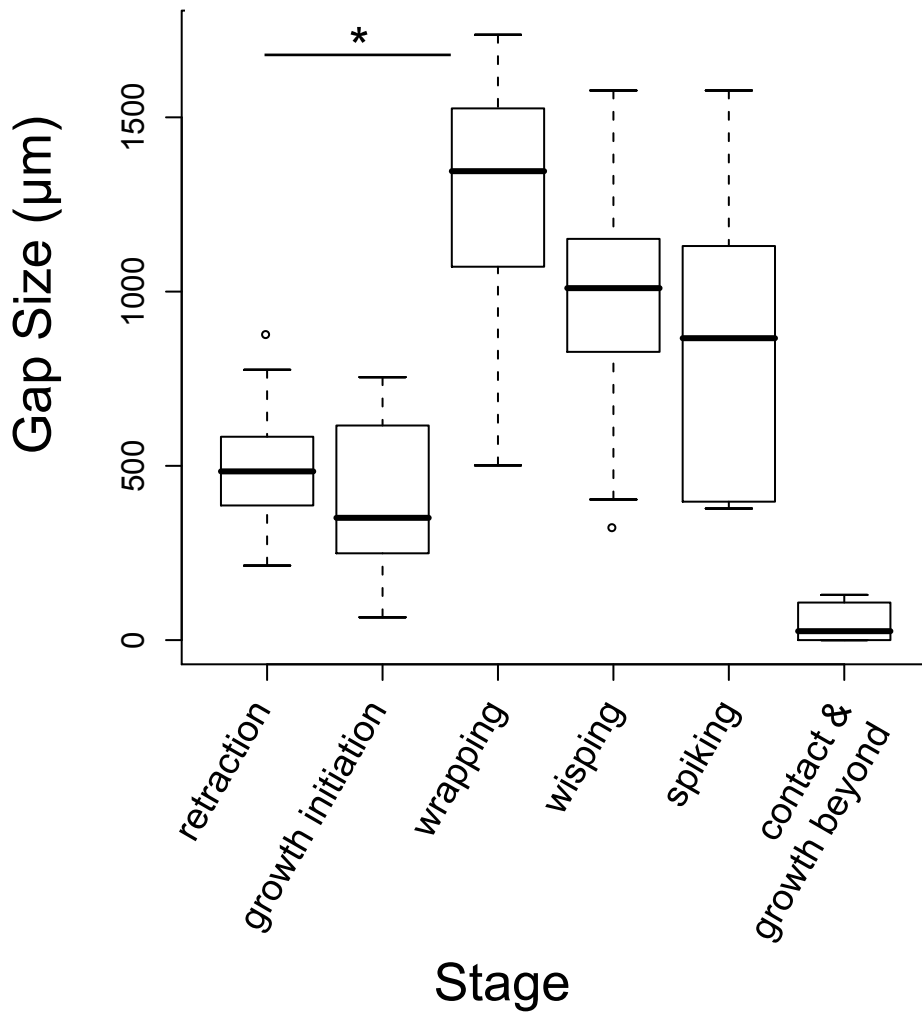 *
Gap Size (µm)
1500
1000
500
0
retraction
growth initiation
wrapping
wisping
spiking
contact &
growth beyond
Stage